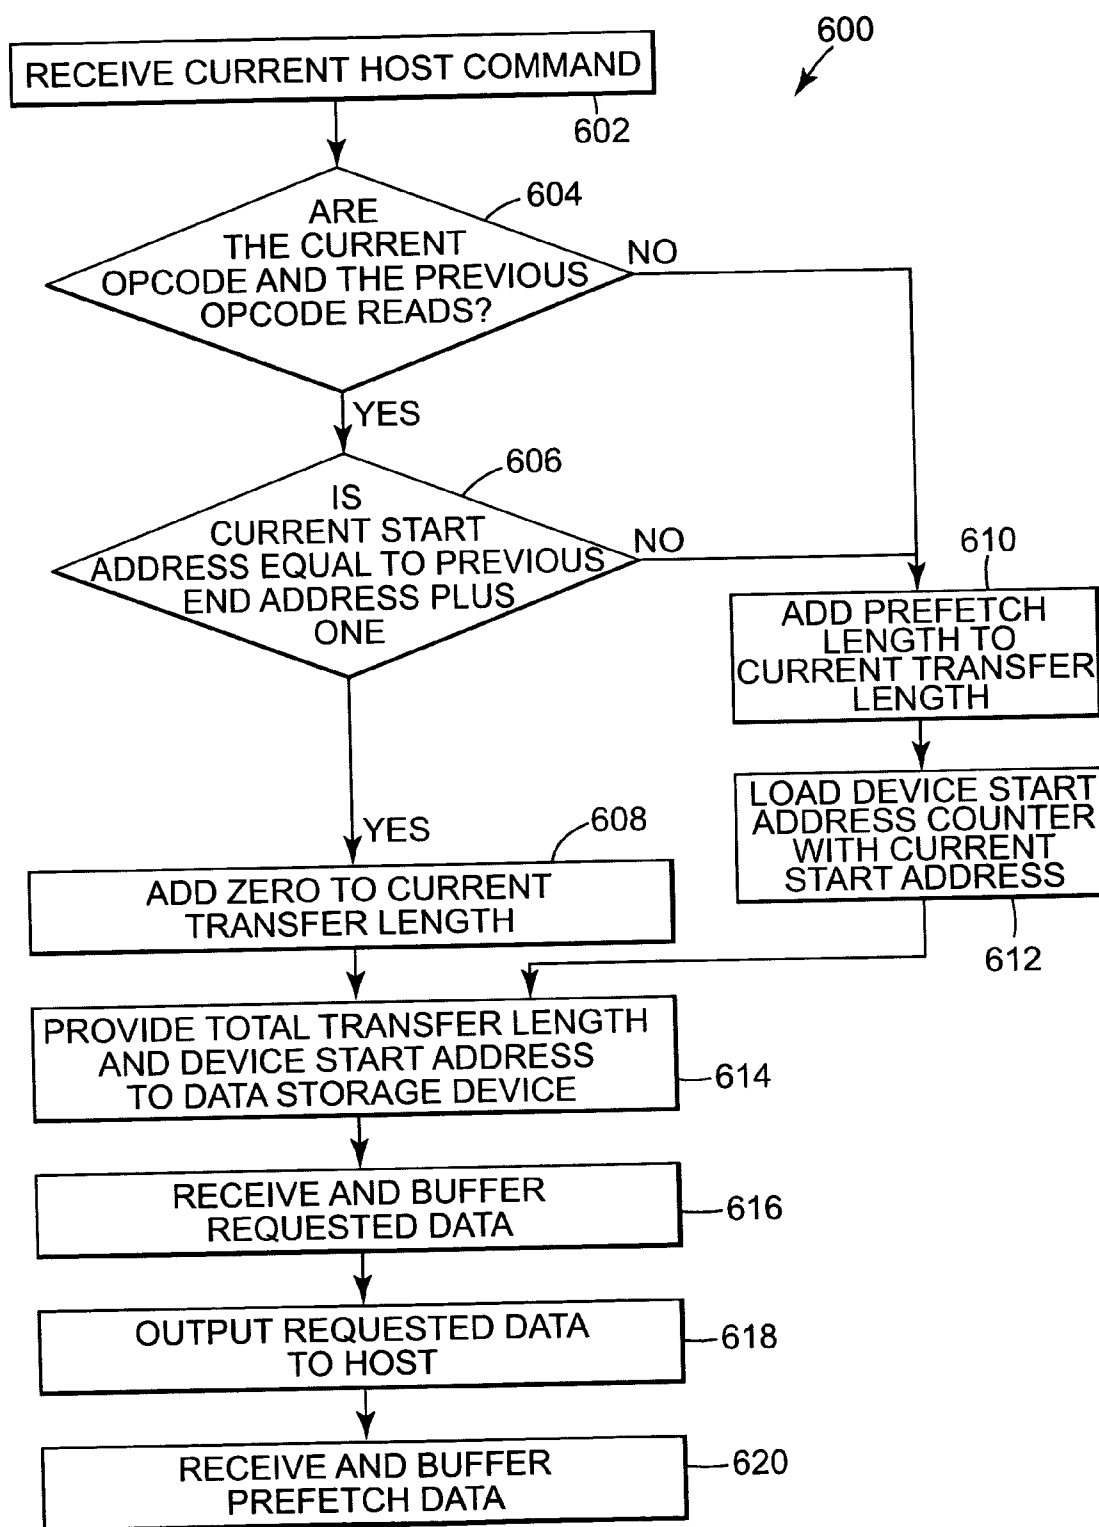 600
RECEIVE CURRENT HOST COMMAND
602
604
ARE
THE CURRENT
OPCODE AND THE PREVIOUS
OPCODE READS?
NO
YES
606
IS
CURRENT START
ADDRESS EQUAL TO PREVIOUS
END ADDRESS PLUS
ONE
NO
610
ADD PREFETCH
LENGTH TO
CURRENT TRANSFER
LENGTH
LOAD DEVICE START
ADDRESS COUNTER
WITH CURRENT
START ADDRESS
612
YES
608
ADD ZERO TO CURRENT
TRANSFER LENGTH
PROVIDE TOTAL TRANSFER LENGTH
AND DEVICE START ADDRESS
TO DATA STORAGE DEVICE
614
RECEIVE AND BUFFER
REQUESTED DATA
616
OUTPUT REQUESTED DATA
TO HOST
618
RECEIVE AND BUFFER
PREFETCH DATA
620